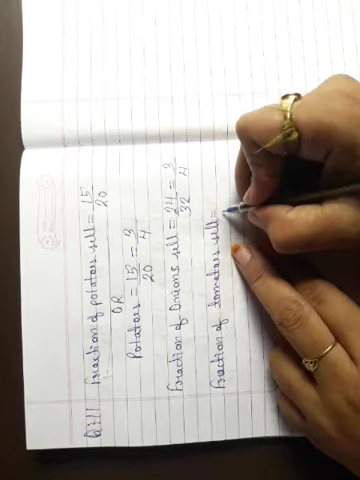 Q.11 Fraction of potatoes sell = 15/20
OR
Potatoes = 15/20 = 3/4
Fraction of Onions sell = 24/32 = 3/4
Fraction of tomatoes sell =